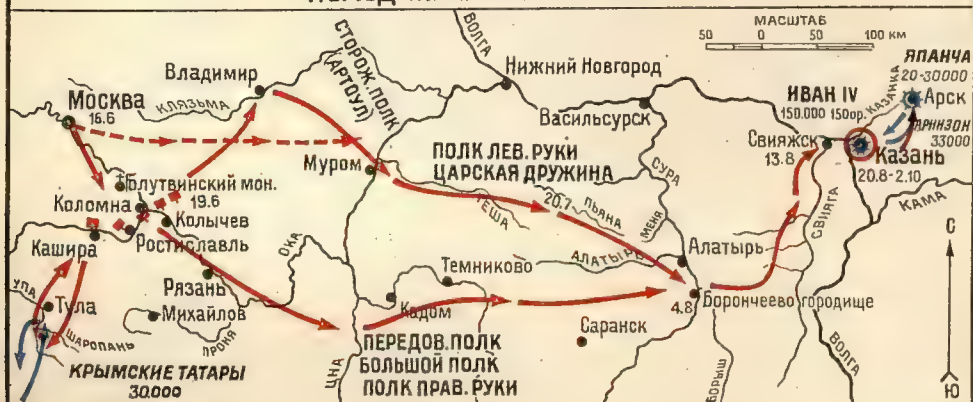 МАСШТАБ
50 0 50 100 км
ВОЛГА
СТОРОЖ. ПОЛК
(АРТОУЛ)
Владимир
КЛЯЗЬМА
Нижний Новгород
Васильсурск
ЯПАНЧА
20-30000
Арск
КАЗАНКА
ИВАН IV
150.000 150ор.
ГАРНИЗОН
33000
Москва
16.6
Свияжск
13.8
Казань
20.8-2.10
Муром
ПОЛК ЛЕВ. РУКИ
ЦАРСКАЯ ДРУЖИНА
СУРА
КАМА
Голутвинский мон.
19.6
Коломна
Колычев
Кашира
Ростиславль
ТЕША
20.7
ПЬЯНА
МЕНЯ
СВИЯГА
С
ОКА
АЛАТЫРЬ
Алатырь
УПА
Тула
Рязань
Темниково
Кадом
4.8
Борончеево городище
Михайлов
ПРОНЯ
ШАРОПАНЬ
Саранск
ЦНА
ПЕРЕДОВ. ПОЛК
БОЛЬШОЙ ПОЛК
ПОЛК ПРАВ. РУКИ
КРЫМСКИЕ ТАТАРЫ
30.000
БОРЫШ
ВОЛГА
Ю